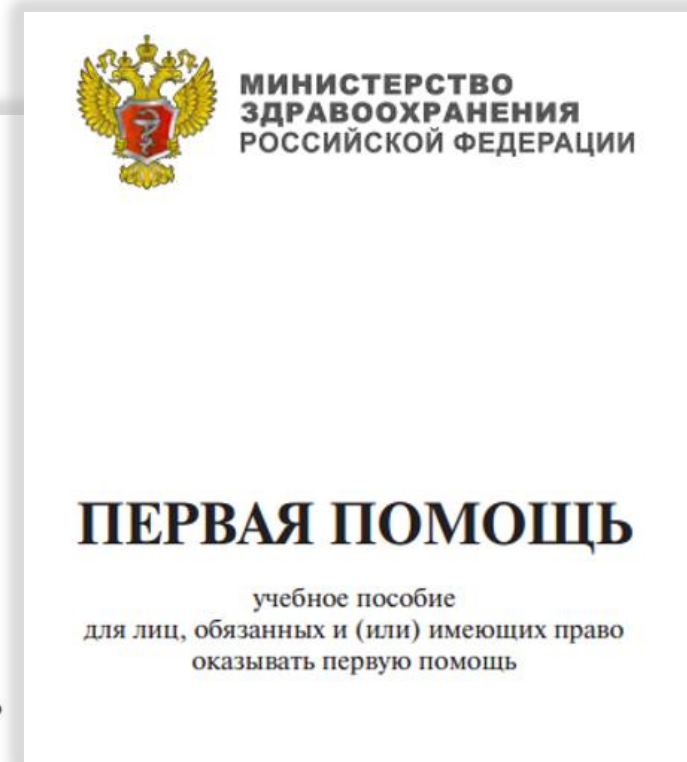 МИНИСТЕРСТВО
ЗДРАВООХРАНЕНИЯ
РОССИЙСКОЙ ФЕДЕРАЦИИ
ПЕРВАЯ ПОМОЩЬ
учебное пособие
для лиц, обязанных и (или) имеющих право
оказывать первую помощь